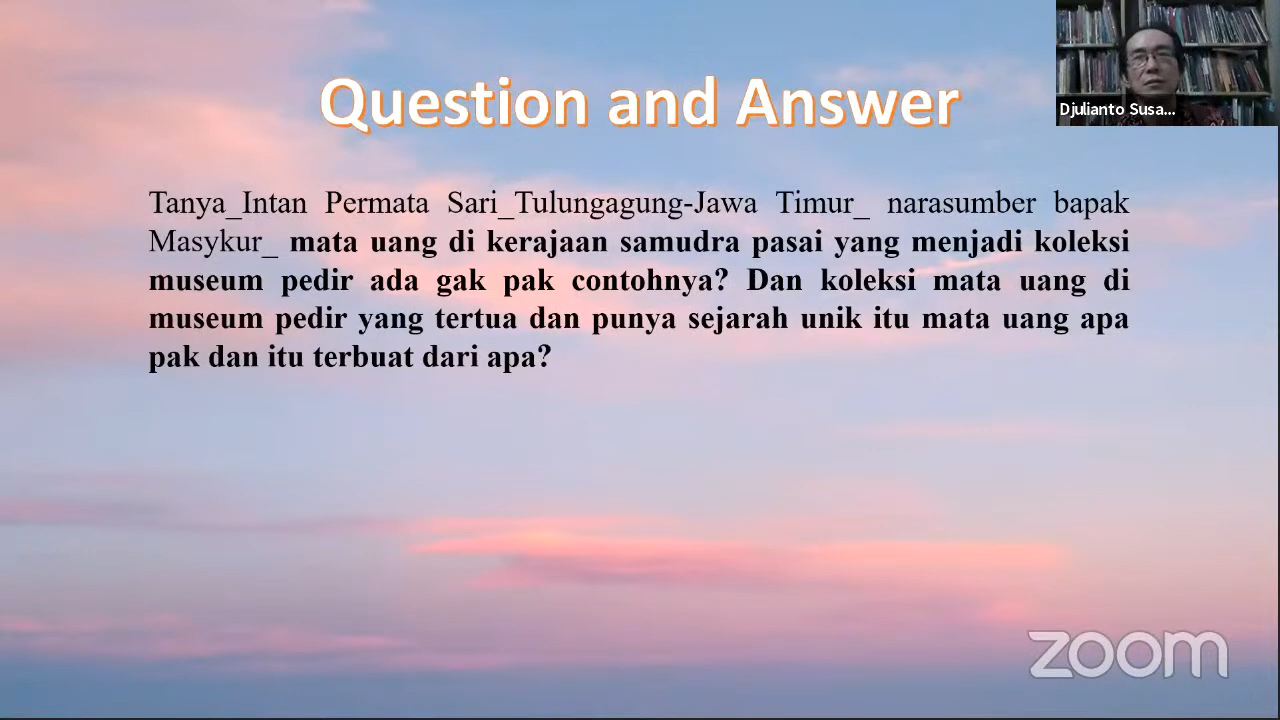 Question and Answer
Djulianto Susa...
Tanya_Intan Permata Sari_Tulungagung-Jawa Timur_ narasumber bapak
Masykur_ mata uang di kerajaan samudra pasai yang menjadi koleksi
museum pedir ada gak pak contohnya? Dan koleksi mata uang di
museum pedir yang tertua dan punya sejarah unik itu mata uang apa
pak dan itu terbuat dari apa?
zoom